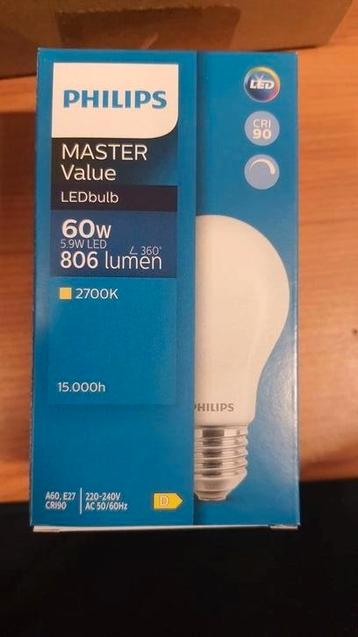 PHILIPS
MASTER
Value
LEDbulb
60W
5.9W LED
360°
806 lumen
2700K
15.000h
A60, E27
CRI90
220-240V
AC 50/60Hz
D
LED
CRI
90
PHILIPS